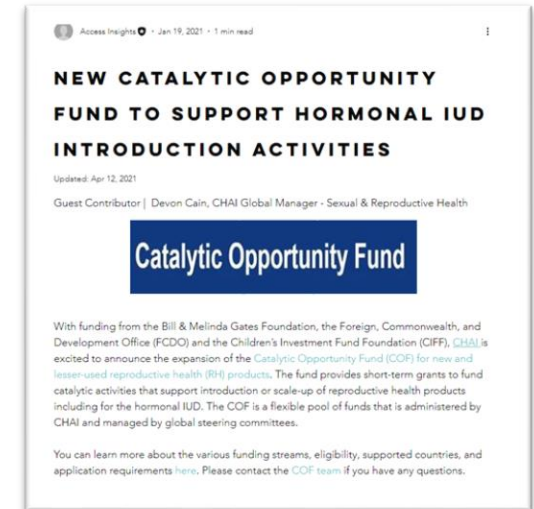 Access Insights · Jan 19, 2021 · 1 min read
NEW CATALYTIC OPPORTUNITY
FUND TO SUPPORT HORMONAL IUD
INTRODUCTION ACTIVITIES
Updated: Apr 12, 2021
Guest Contributor | Devon Cain, CHAI Global Manager - Sexual & Reproductive Health
Catalytic Opportunity Fund
With funding from the Bill & Melinda Gates Foundation, the Foreign, Commonwealth, and
Development Office (FCDO) and the Children's Investment Fund Foundation (CIFF), CHAI is
excited to announce the expansion of the Catalytic Opportunity Fund (COF) for new and
lesser-used reproductive health (RH) products. The fund provides short-term grants to fund
catalytic activities that support introduction or scale-up of reproductive health products
including for the hormonal IUD. The COF is a flexible pool of funds that is administered by
CHAI and managed by global steering committees.
You can learn more about the various funding streams, eligibility, supported countries, and
application requirements here. Please contact the COF team if you have any questions.